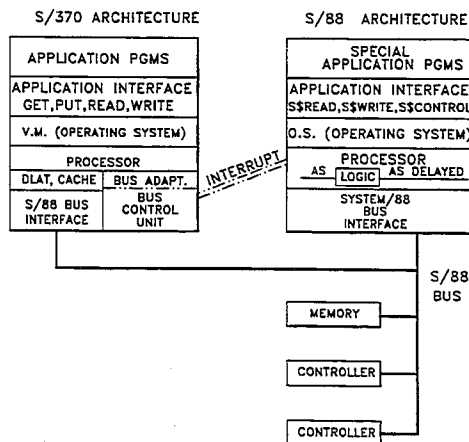 S/370 ARCHITECTURE
APPLICATION PGMS
APPLICATION INTERFACE
GET,PUT,READ,WRITE
V.M. (OPERATING SYSTEM)
PROCESSOR
DLAT, CACHE
BUS ADAPT.
S/88 BUS
INTERFACE
BUS
CONTROL
UNIT
INTERRUPT
S/88 ARCHITECTURE
SPECIAL
APPLICATION PGMS
APPLICATION INTERFACE
S$READ,S$WRITE,S$CONTROL
O.S. (OPERATING SYSTEM)
PROCESSOR
AS LOGIC AS DELAYED
SYSTEM/88
BUS
INTERFACE
S/88
BUS
MEMORY
CONTROLLER
CONTROLLER